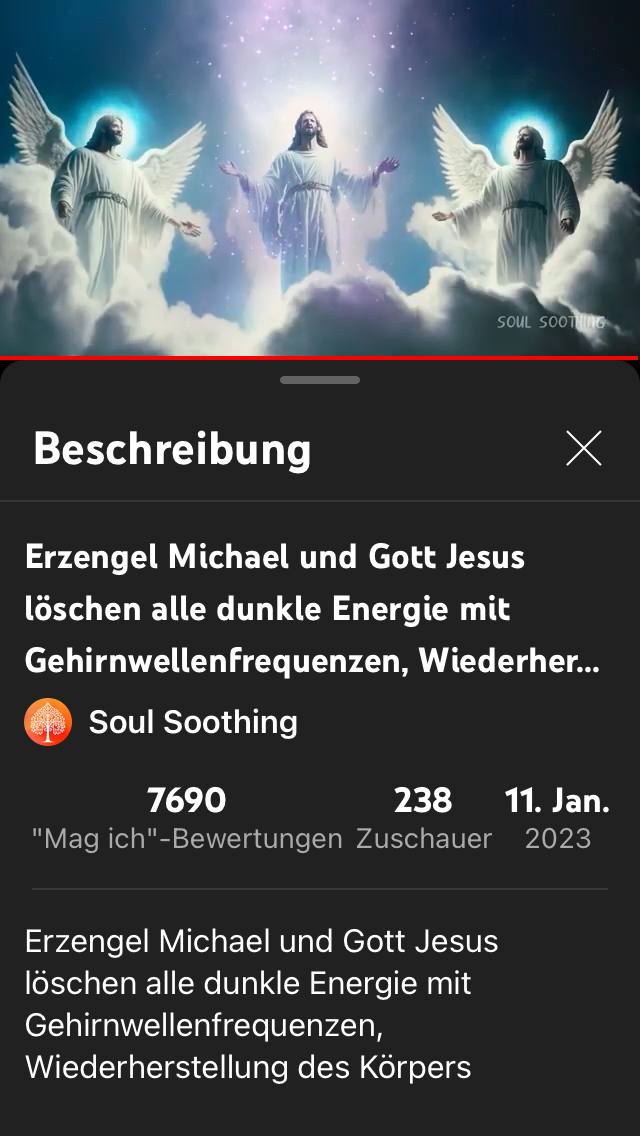 SOUL SOOTHING
Beschreibung
Erzengel Michael und Gott Jesus
löschen alle dunkle Energie mit
Gehirnwellenfrequenzen, Wiederher...
Soul Soothing
7690 238 11. Jan.
"Mag ich"-Bewertungen Zuschauer 2023
Erzengel Michael und Gott Jesus
löschen alle dunkle Energie mit
Gehirnwellenfrequenzen,
Wiederherstellung des Körpers